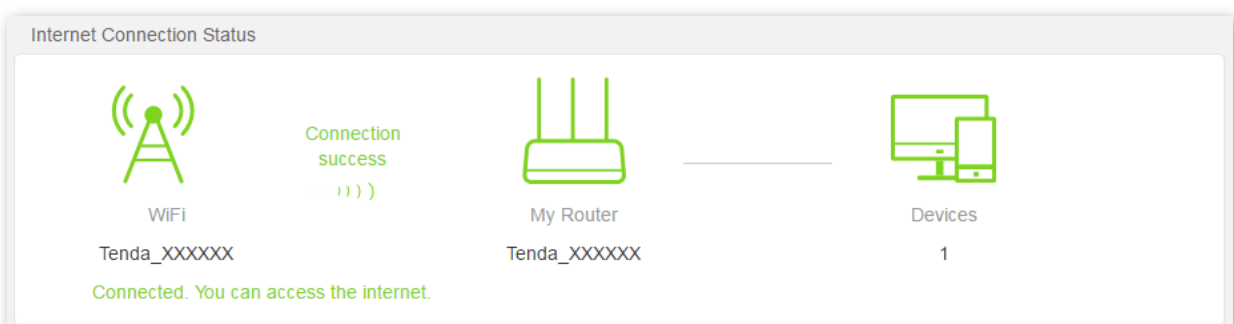 Internet Connection Status
Connection
success
WiFi
My Router
Devices
Tenda_XXXXXX
Tenda_XXXXXX
1
Connected. You can access the internet.